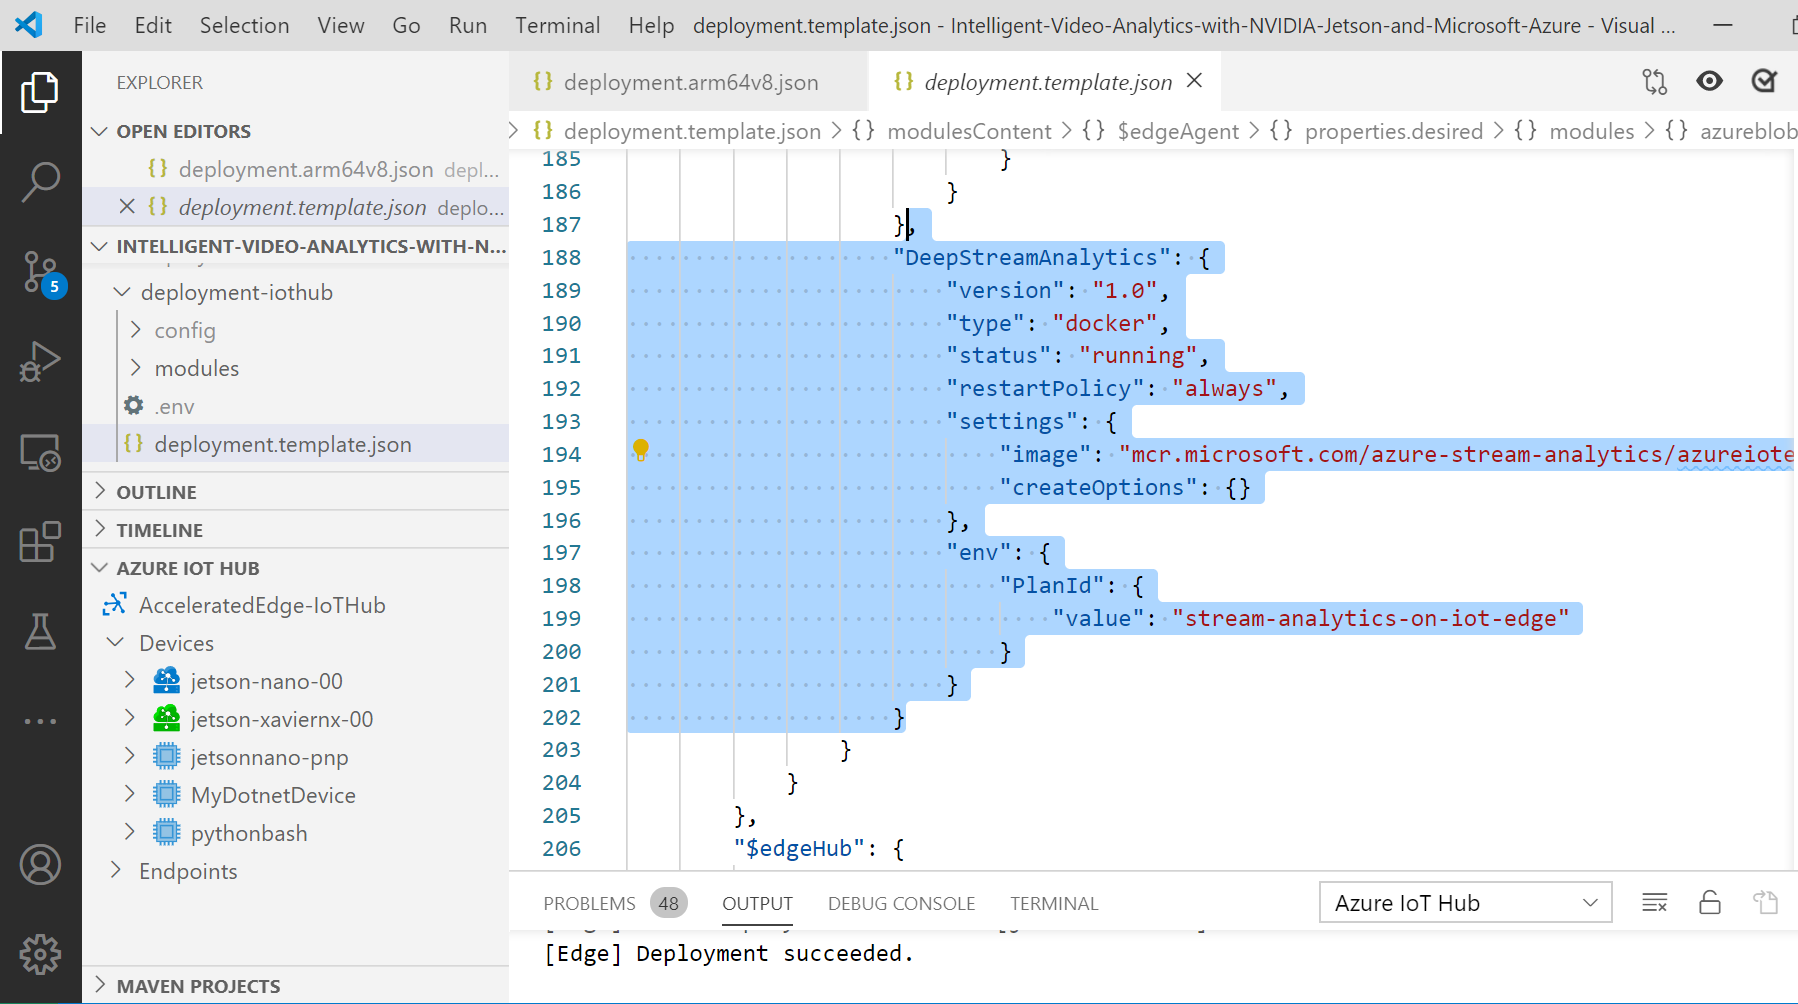 File Edit Selection View Go Run Terminal Help deployment.template.json - Intelligent-Video-Analytics-with-NVIDIA-Jetson-and-Microsoft-Azure - Visual ...
EXPLORER
OPEN EDITORS
{} deployment.arm64v8.json depl...
{} deployment.template.json deplo...
INTELLIGENT-VIDEO-ANALYTICS-WITH-N...
deployment-iothub
config
modules
.env
{} deployment.template.json
OUTLINE
TIMELINE
AZURE IOT HUB
AcceleratedEdge-IoTHub
Devices
jetson-nano-00
jetson-xaviernx-00
jetsonnano-pnp
MyDotnetDevice
pythonbash
Endpoints
MAVEN PROJECTS
5
{} deployment.arm64v8.json
{} deployment.template.json
{} deployment.template.json > {} modulesContent > {} $edgeAgent > {} properties.desired > {} modules > {} azureblob
185 }
186 }
187 },
188 "DeepStreamAnalytics": {
189 "version": "1.0",
190 "type": "docker",
191 "status": "running",
192 "restartPolicy": "always",
193 "settings": {
194 "image": "mcr.microsoft.com/azure-stream-analytics/azureiote
195 "createOptions": {}
196 },
197 "env": {
198 "PlanId": {
199 "value": "stream-analytics-on-iot-edge"
200 }
201 }
202 }
203 }
204 }
205 },
206 "$edgeHub": {
PROBLEMS 48 OUTPUT DEBUG CONSOLE TERMINAL
Azure IoT Hub
[Edge] Deployment succeeded.